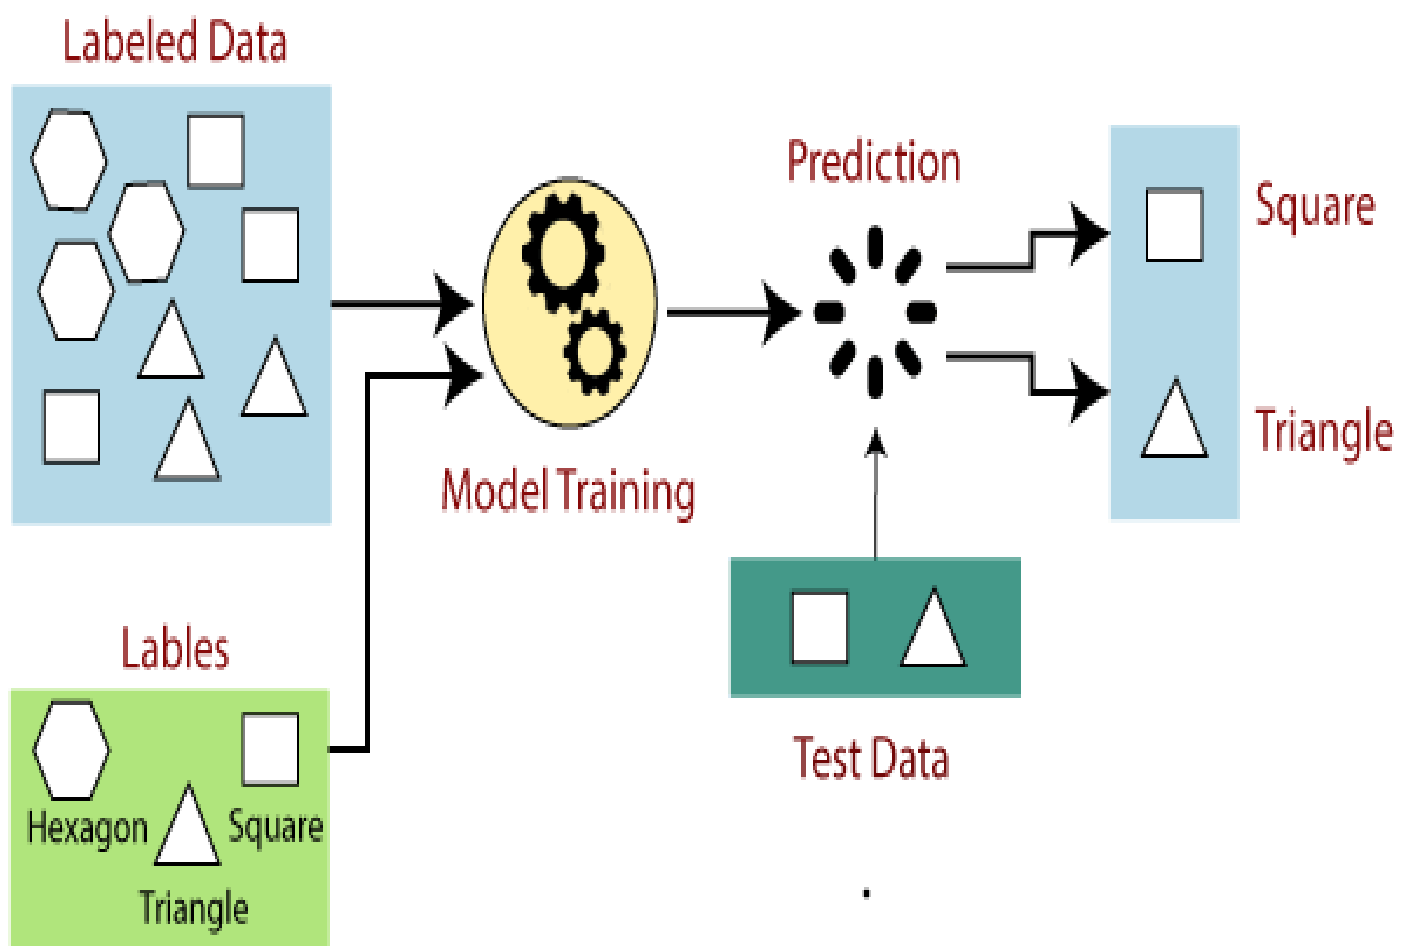 Labeled Data
Prediction
Square
Triangle
Model Training
Lables
Hexagon
Square
Triangle
Test Data